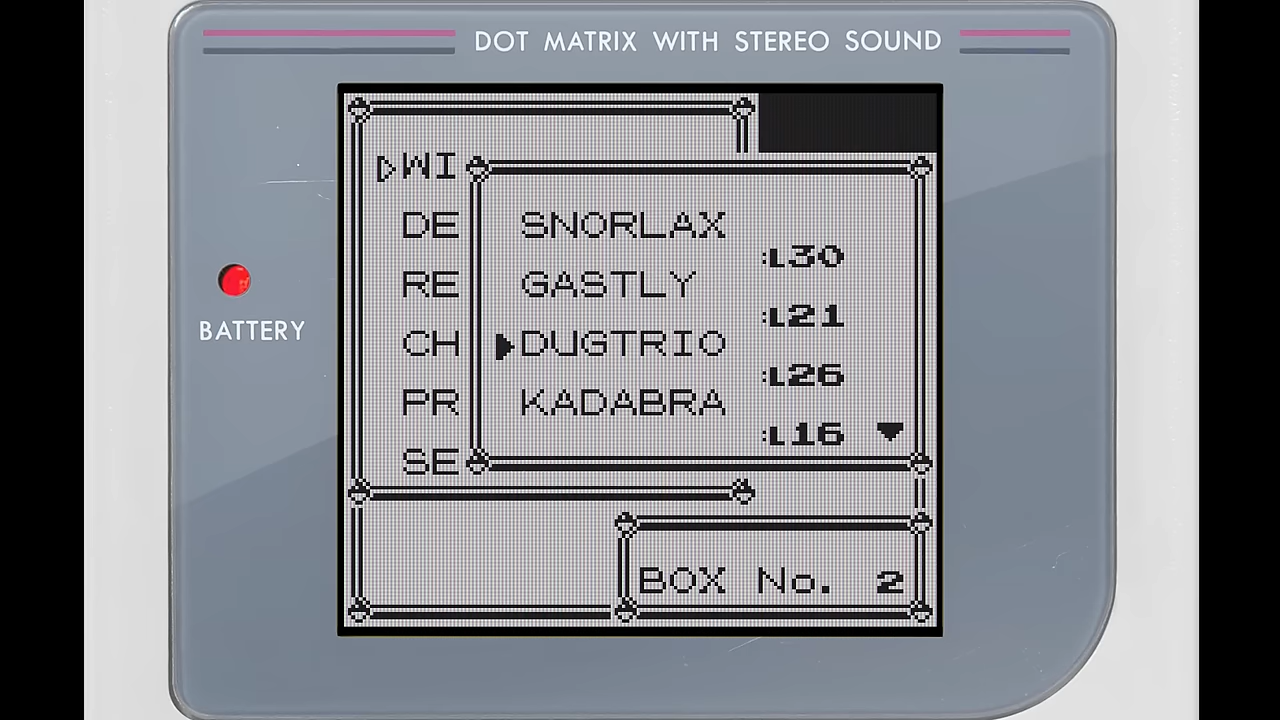 DOT MATRIX WITH STEREO SOUND
WI
DE
RE
CH
PR
SE
SNORLAX
:L30
GASTLY
:L21
DUGTRIO
:L26
KADABRA
:L16
BOX No. 2
BATTERY